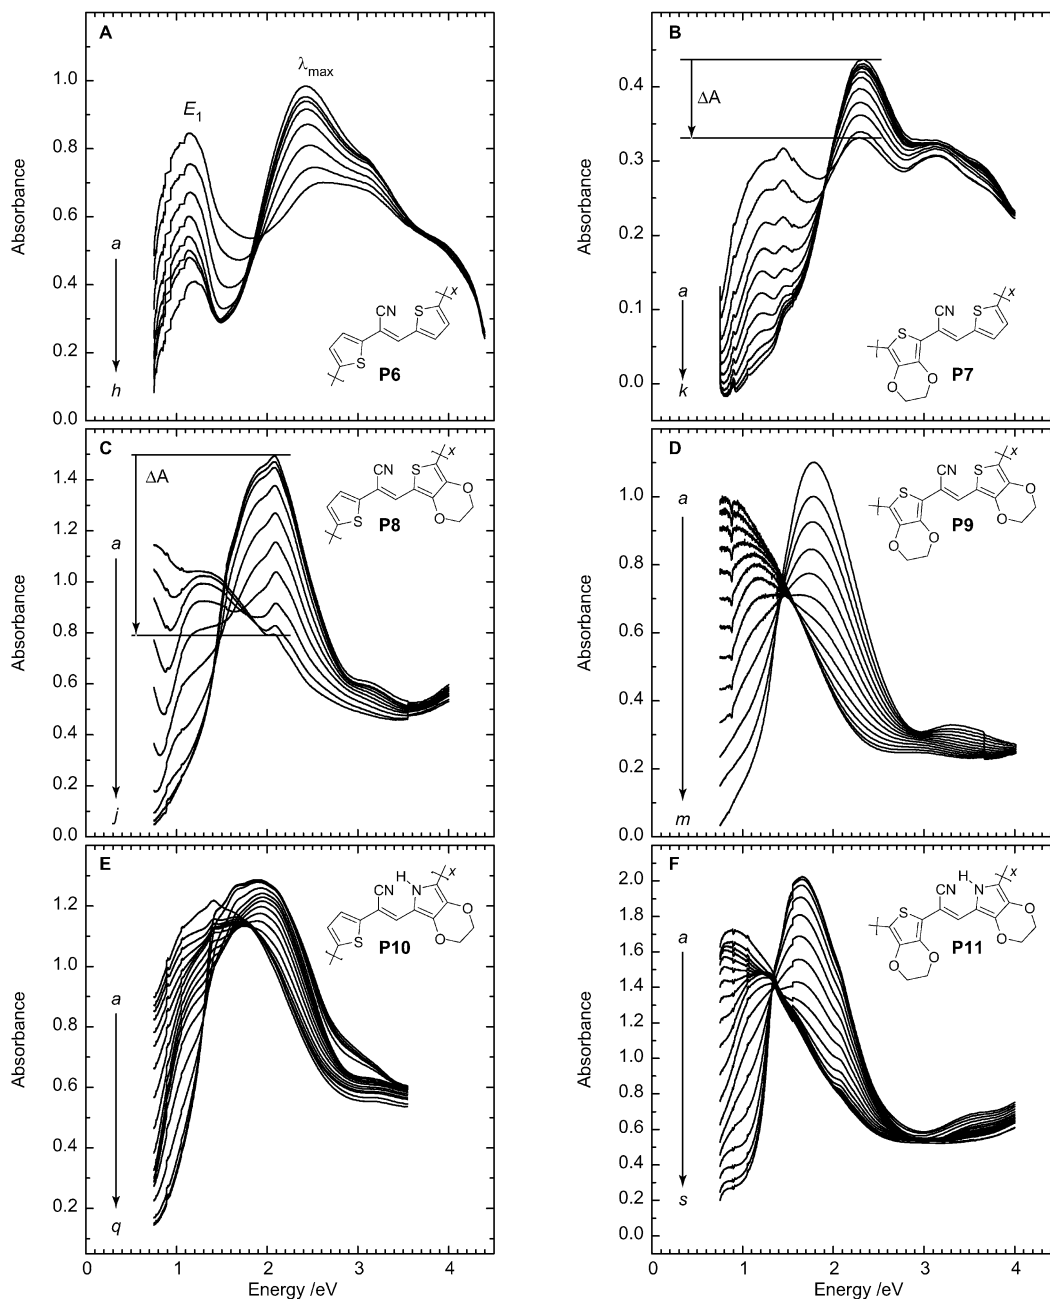 A
E1
λmax
1.0
0.8
0.6
0.4
0.2
0.0
Absorbance
a
h
CN
S
S
x
P6
B
ΔA
0.4
0.3
0.2
0.1
0.0
Absorbance
a
k
CN
S
S
x
O
O
P7
C
ΔA
1.4
1.2
1.0
0.8
0.6
0.4
0.2
0.0
Absorbance
a
j
CN
S
S
x
O
O
P8
D
1.0
0.8
0.6
0.4
0.2
0.0
Absorbance
a
m
CN
S
S
x
O
O
O
O
P9
E
1.2
1.0
0.8
0.6
0.4
0.2
Absorbance
a
q
H
N
CN
S
x
O
O
P10
0 1 2 3 4
Energy /eV
F
2.0
1.8
1.6
1.4
1.2
1.0
0.8
0.6
0.4
0.2
0.0
Absorbance
a
s
H
N
CN
S
x
O
O
O
O
P11
0 1 2 3 4
Energy /eV